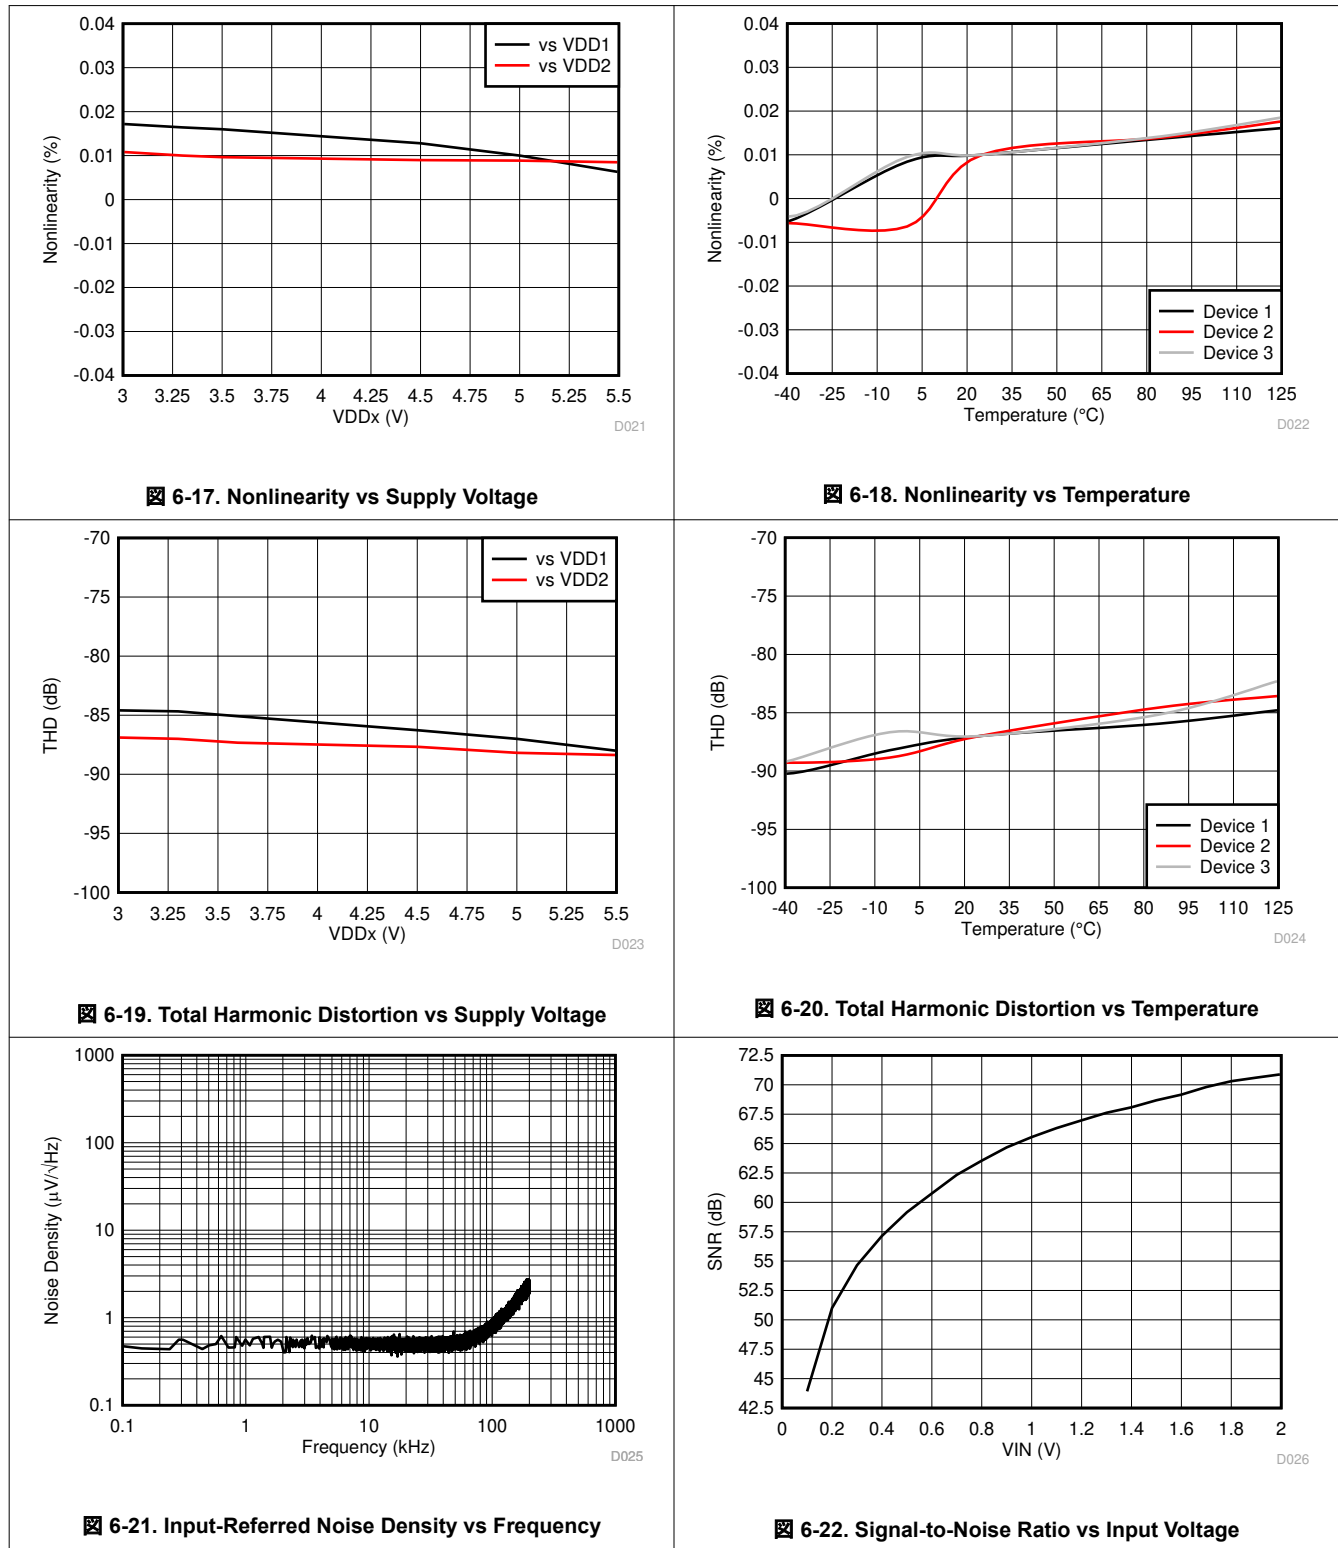 0.04
0.03
0.02
0.01
0
-0.01
-0.02
-0.03
-0.04
Nonlinearity (%)
vs VDD1
vs VDD2
3 3.25 3.5 3.75 4 4.25 4.5 4.75 5 5.25 5.5
VDDx (V)
D021
図 6-17. Nonlinearity vs Supply Voltage
0.04
0.03
0.02
0.01
0
-0.01
-0.02
-0.03
-0.04
Nonlinearity (%)
Device 1
Device 2
Device 3
-40 -25 -10 5 20 35 50 65 80 95 110 125
Temperature (°C)
D022
図 6-18. Nonlinearity vs Temperature
-70
-75
-80
-85
-90
-95
-100
THD (dB)
vs VDD1
vs VDD2
3 3.25 3.5 3.75 4 4.25 4.5 4.75 5 5.25 5.5
VDDx (V)
D023
図 6-19. Total Harmonic Distortion vs Supply Voltage
-70
-75
-80
-85
-90
-95
-100
THD (dB)
Device 1
Device 2
Device 3
-40 -25 -10 5 20 35 50 65 80 95 110 125
Temperature (°C)
D024
図 6-20. Total Harmonic Distortion vs Temperature
1000
100
10
1
0.1
Noise Density (μV/√Hz)
0.1 1 10 100 1000
Frequency (kHz)
D025
図 6-21. Input-Referred Noise Density vs Frequency
72.5
70
67.5
65
62.5
60
57.5
55
52.5
50
47.5
45
42.5
SNR (dB)
0 0.2 0.4 0.6 0.8 1 1.2 1.4 1.6 1.8 2
VIN (V)
D026
図 6-22. Signal-to-Noise Ratio vs Input Voltage